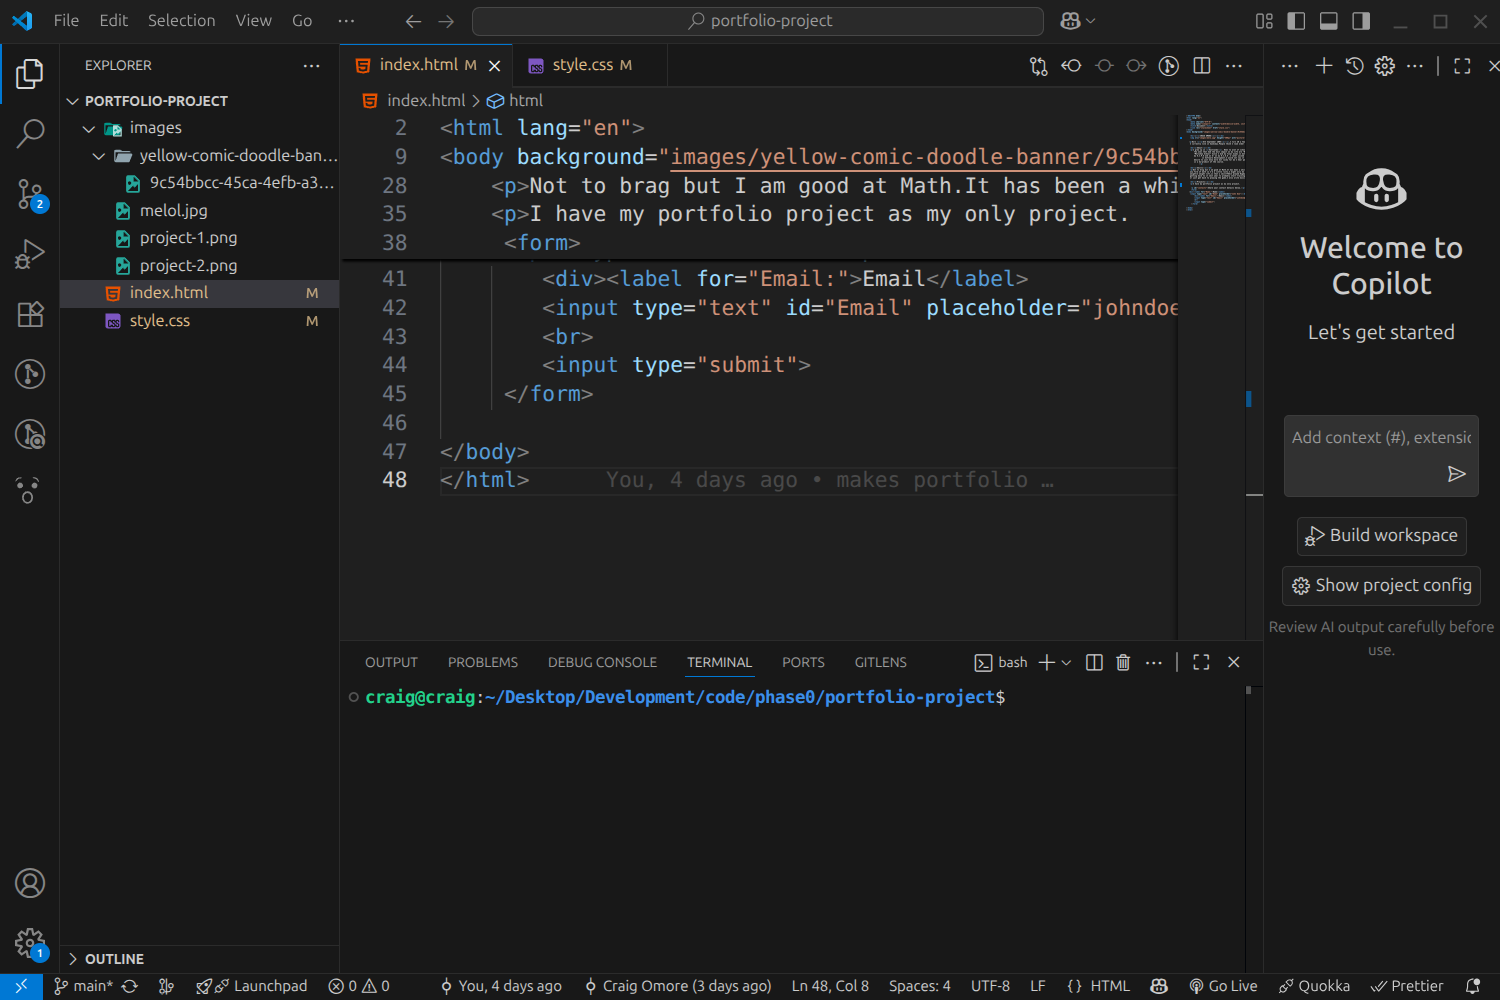 File Edit Selection View Go ··· portfolio-project
EXPLORER
PORTFOLIO-PROJECT
images
yellow-comic-doodle-ban...
9c54bbcc-45ca-4efb-a3...
melol.jpg
project-1.png
project-2.png
index.html M
style.css M
OUTLINE
2
1
index.html M style.css M
index.html > html
2 <html lang="en">
9 <body background="images/yellow-comic-doodle-banner/9c54bb
28 <p>Not to brag but I am good at Math.It has been a whi
35 <p>I have my portfolio project as my only project.
38 <form>
41 <div><label for="Email:">Email</label>
42 <input type="text" id="Email" placeholder="johndoe
43 <br>
44 <input type="submit">
45 </form>
46
47 </body>
48 </html> You, 4 days ago • makes portfolio …
OUTPUT PROBLEMS DEBUG CONSOLE TERMINAL PORTS GITLENS bash
craig@craig:~/Desktop/Development/code/phase0/portfolio-project$
Welcome to
Copilot
Let's get started
Add context (#), extensic
Build workspace
Show project config
Review AI output carefully before
use.
main* Launchpad 0 0 You, 4 days ago Craig Omore (3 days ago) Ln 48, Col 8 Spaces: 4 UTF-8 LF {} HTML Go Live Quokka Prettier